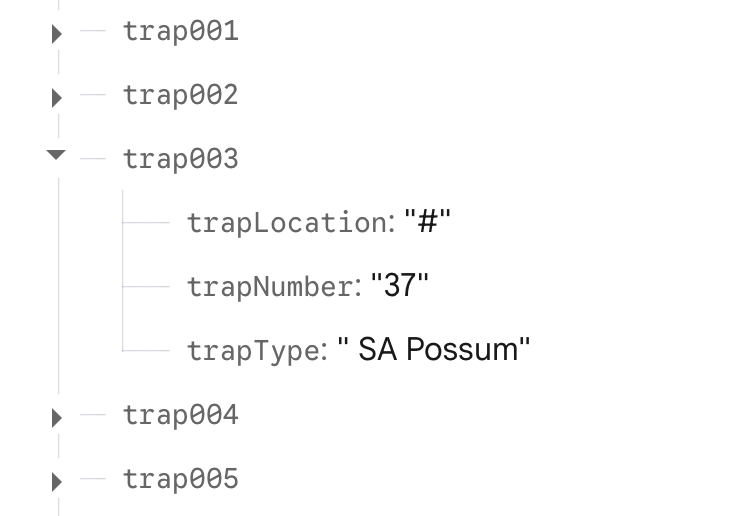 trap001
trap002
trap003
trapLocation: "#"
trapNumber: "37"
trapType: " SA Possum"
trap004
trap005